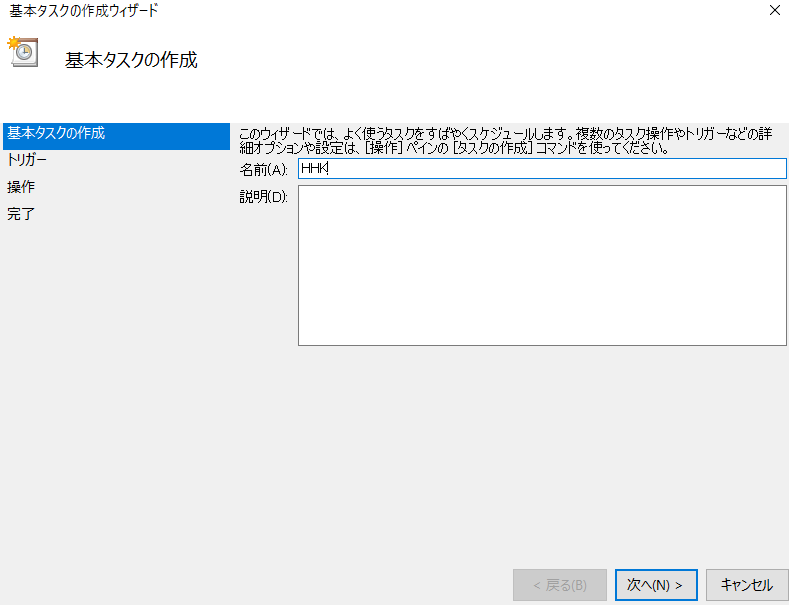 基本タスクの作成ウィザード
基本タスクの作成
基本タスクの作成
トリガー
操作
完了
このウィザードでは、よく使うタスクをすばやくスケジュールします。複数のタスク操作やトリガーなどの詳
細オプションや設定は、[操作] ペインの [タスクの作成] コマンドを使ってください。
名前(A):
HHK
説明(D):
< 戻る(B)
次へ(N) >
キャンセル